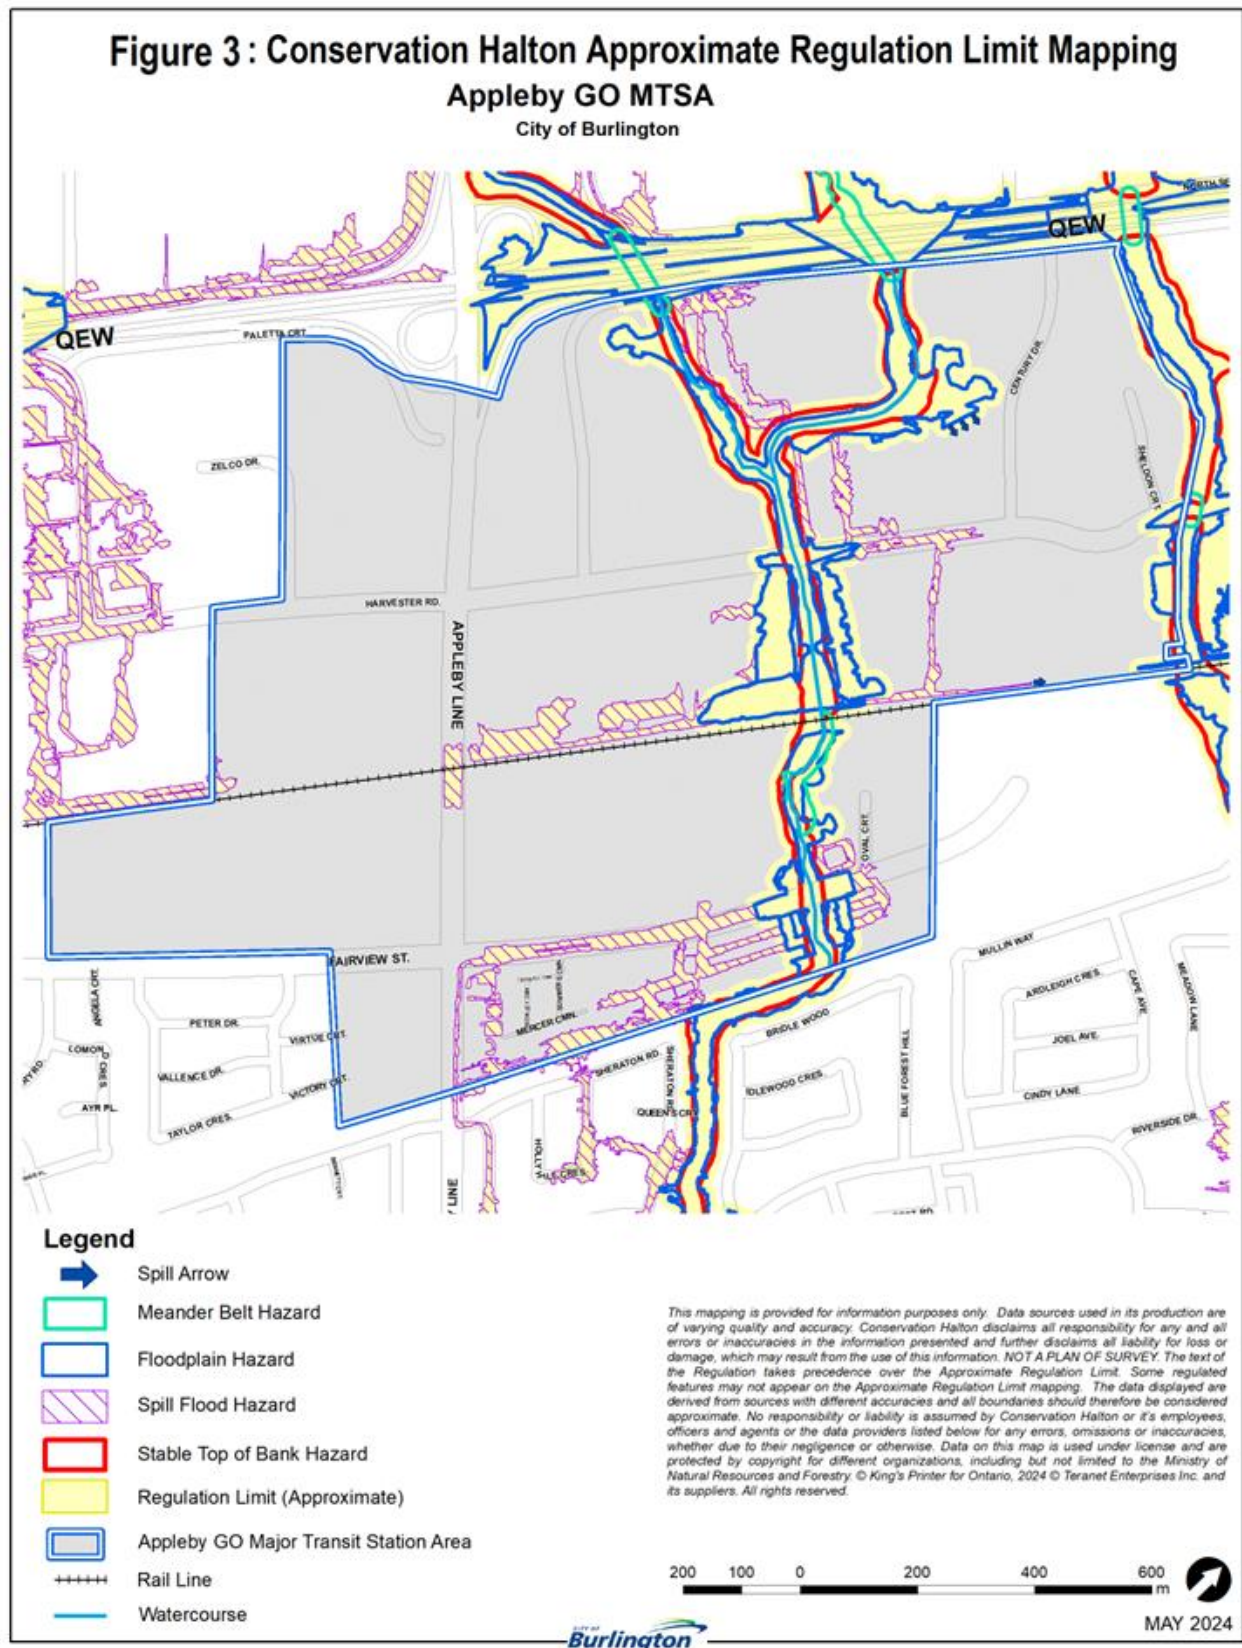 Figure 3 : Conservation Halton Approximate Regulation Limit Mapping
Appleby GO MTSA
City of Burlington
QEW
QEW
PALETTA CRT.
CENTURY DR.
ZELCO DR.
SHELDON CRT.
HARVESTER RD.
APPLEBY LINE
OVAL CRT.
FAIRVIEW ST.
MULLIN WAY
ANGELA CRT.
ARDLEIGH CRES.
CAPE AVE.
MEADOW LANE
PETER DR.
MERCER CMN.
BRIDLE WOOD
VIRTUE CRT.
JOEL AVE.
SHERATON RD.
VALLENCE DR.
VICTORY CRT.
IDLEWOOD CRES.
BLUE FOREST HILL
CINDY LANE
AYR PL.
QUEEN'S CRT
TAYLOR CRES.
RIVERSIDE DR.
LINE
Legend
Spill Arrow
Meander Belt Hazard
Floodplain Hazard
Spill Flood Hazard
Stable Top of Bank Hazard
Regulation Limit (Approximate)
Appleby GO Major Transit Station Area
Rail Line
Watercourse
This mapping is provided for information purposes only. Data sources used in its production are
of varying quality and accuracy. Conservation Halton disclaims all responsibility for any and all
errors or inaccuracies in the information presented and further disclaims all liability for loss or
damage, which may result from the use of this information. NOT A PLAN OF SURVEY. The text of
the Regulation takes precedence over the Approximate Regulation Limit. Some regulated
features may not appear on the Approximate Regulation Limit mapping. The data displayed are
derived from sources with different accuracies and all boundaries should therefore be considered
approximate. No responsibility or liability is assumed by Conservation Halton or it's employees,
officers and agents or the data providers listed below for any errors, omissions or inaccuracies,
whether due to their negligence or otherwise. Data on this map is used under license and are
protected by copyright for different organizations, including but not limited to the Ministry of
Natural Resources and Forestry. © King's Printer for Ontario, 2024 © Teranet Enterprises Inc. and
its suppliers. All rights reserved.
200 100 0 200 400 600
m
MAY 2024
CITY OF
Burlington